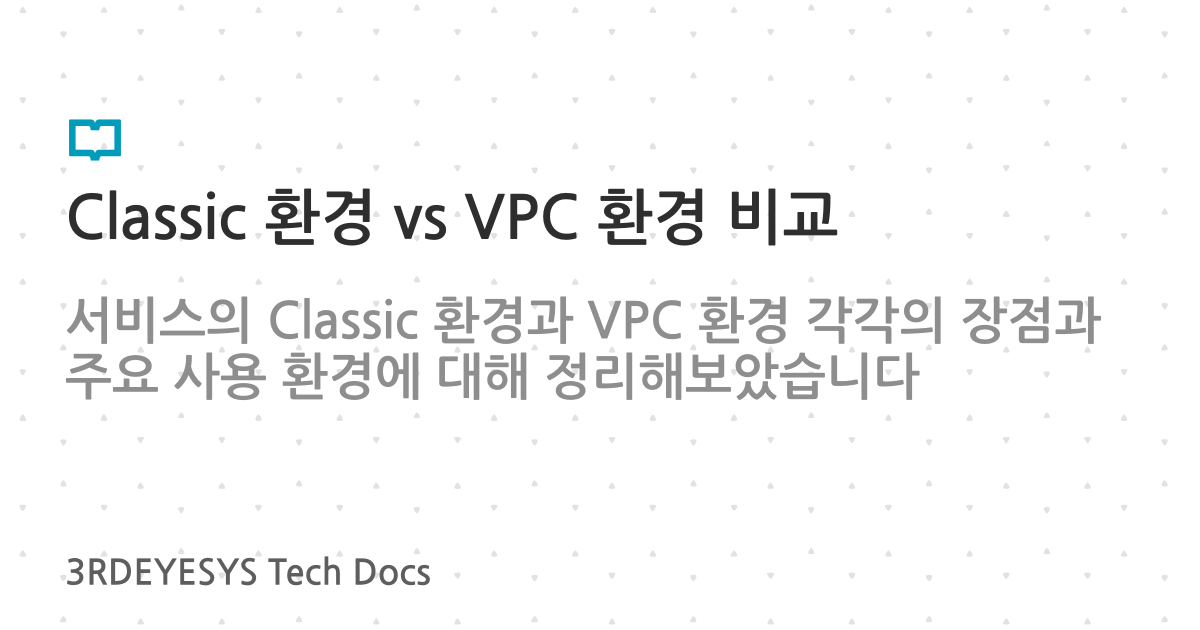 Classic 환경 vs VPC 환경 비교
서비스의 Classic 환경과 VPC 환경 각각의 장점과
주요 사용 환경에 대해 정리해보았습니다
3RDEYESYS Tech Docs